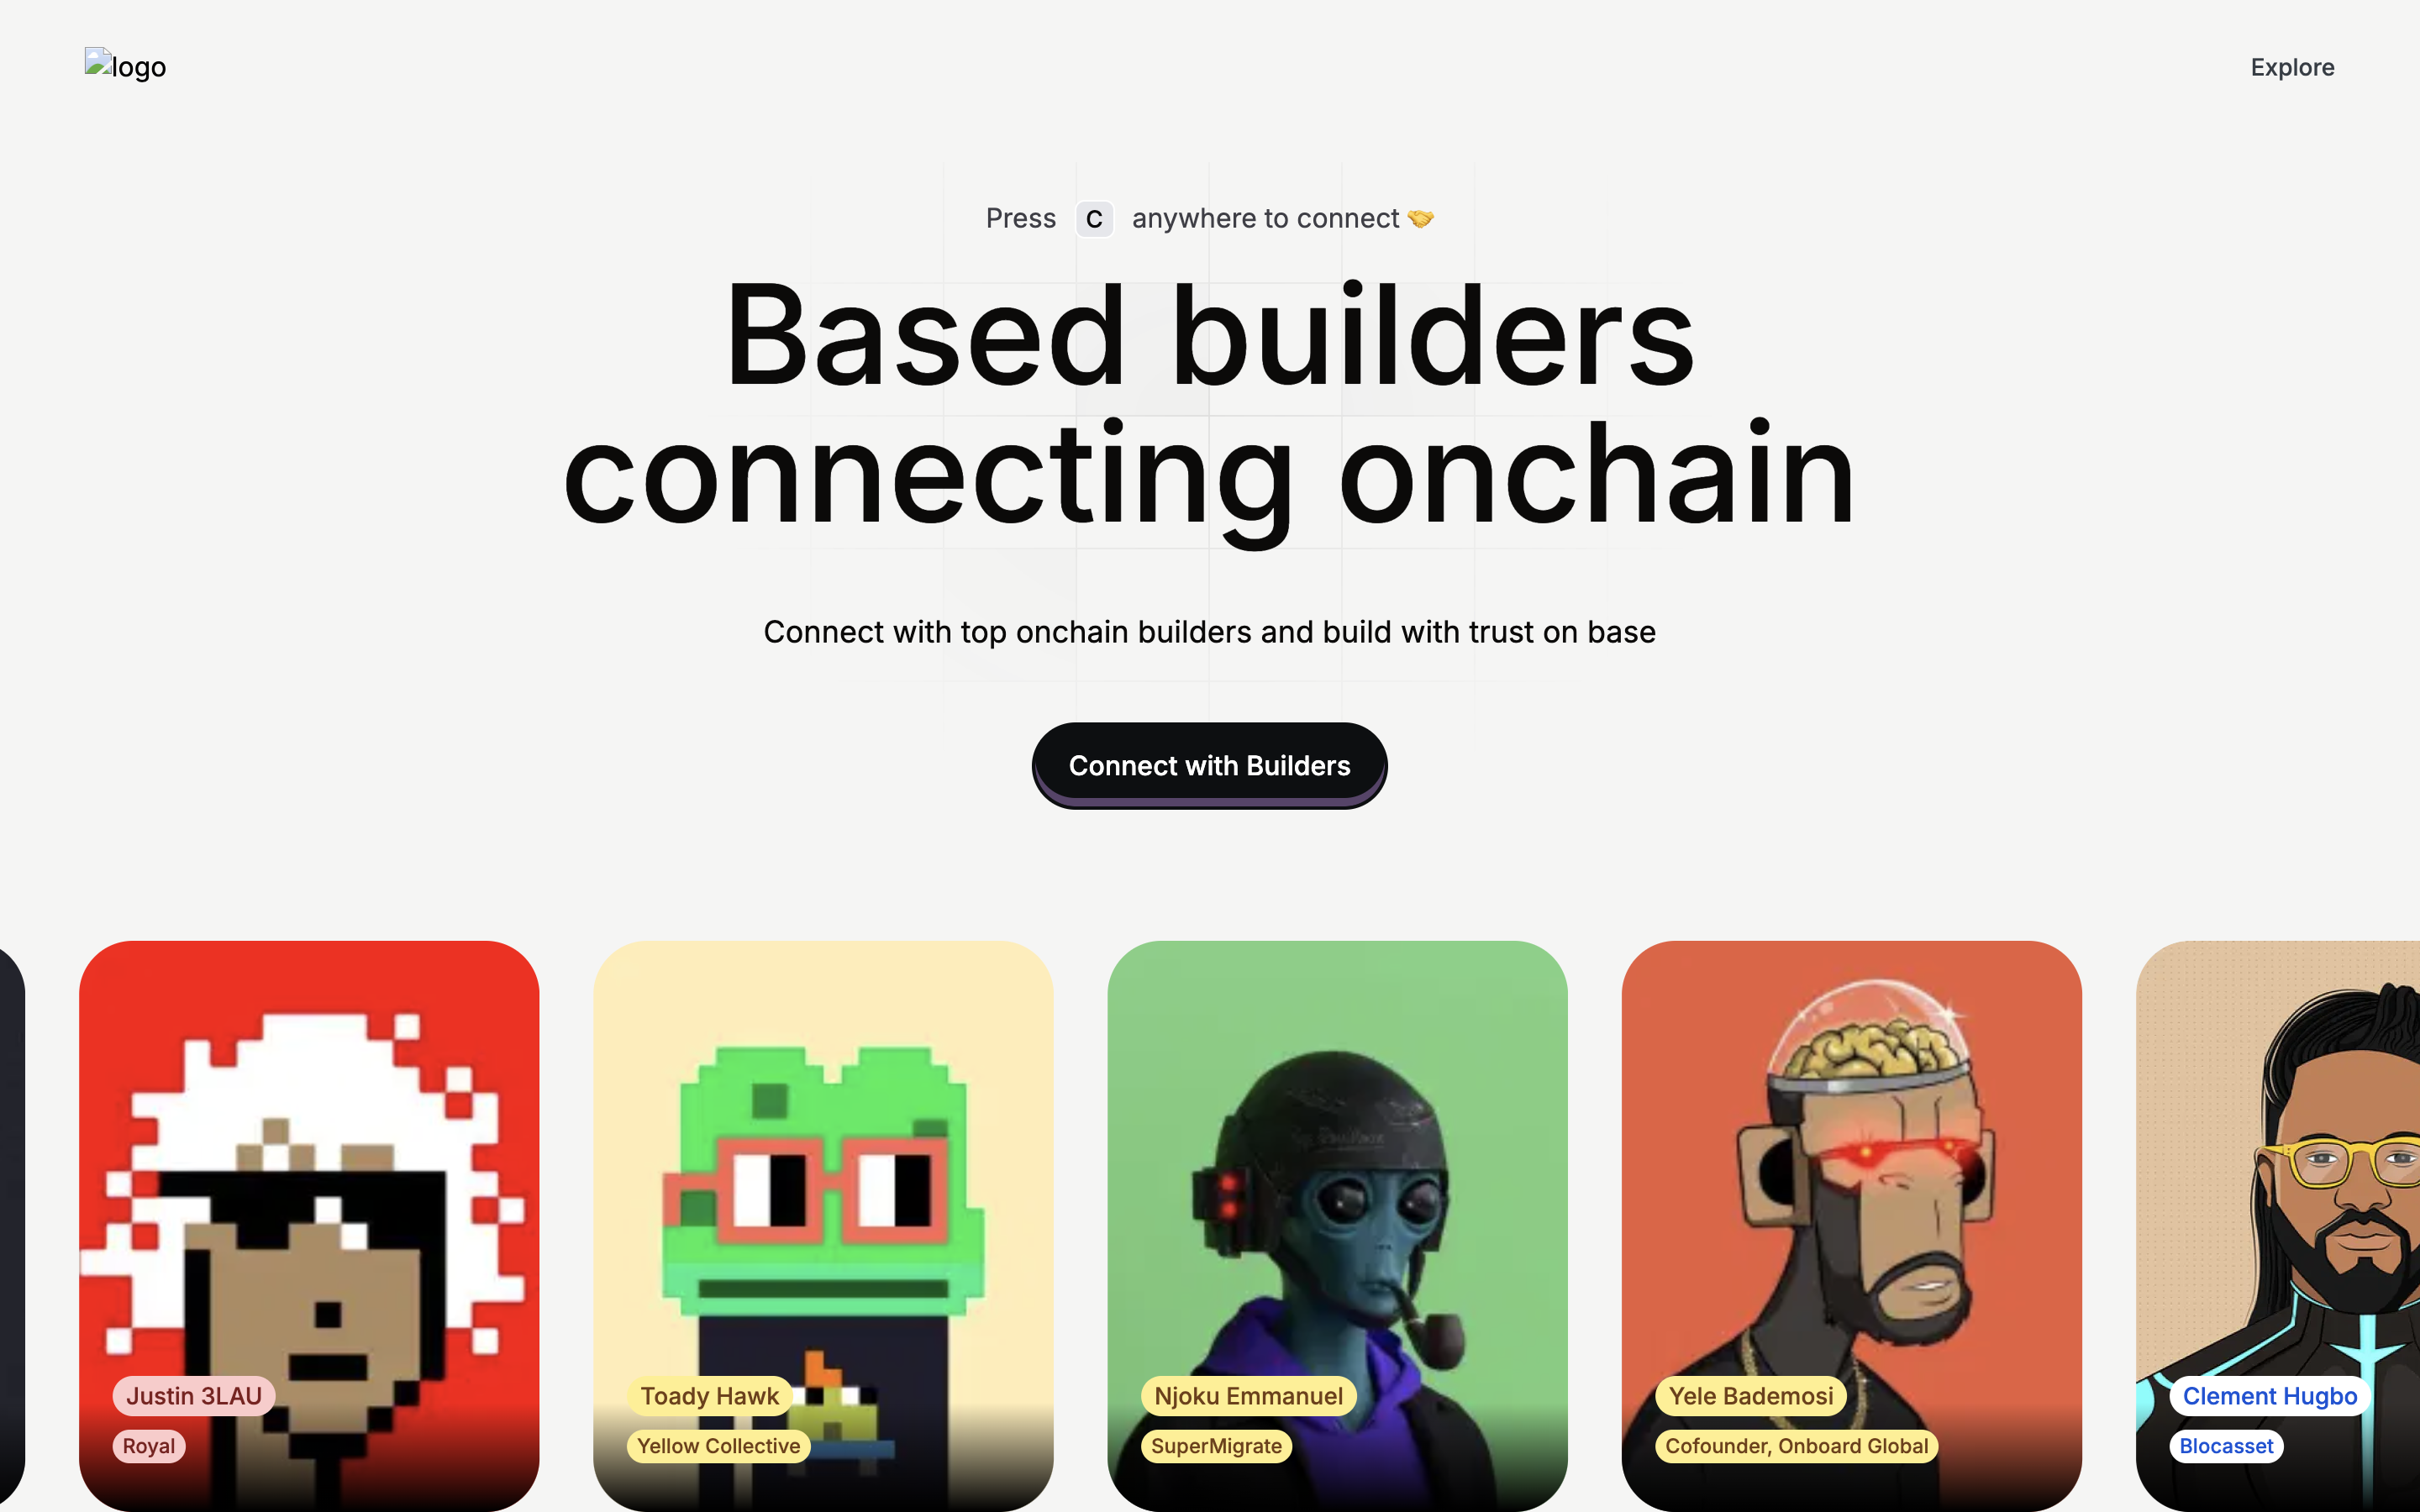 logo
Explore
Press C anywhere to connect 🤝
Based builders
connecting onchain
Connect with top onchain builders and build with trust on base
Connect with Builders
Justin 3LAU
Royal
Toady Hawk
Yellow Collective
Njoku Emmanuel
SuperMigrate
Yele Bademosi
Cofounder, Onboard Global
Clement Hugbo
Blocasset